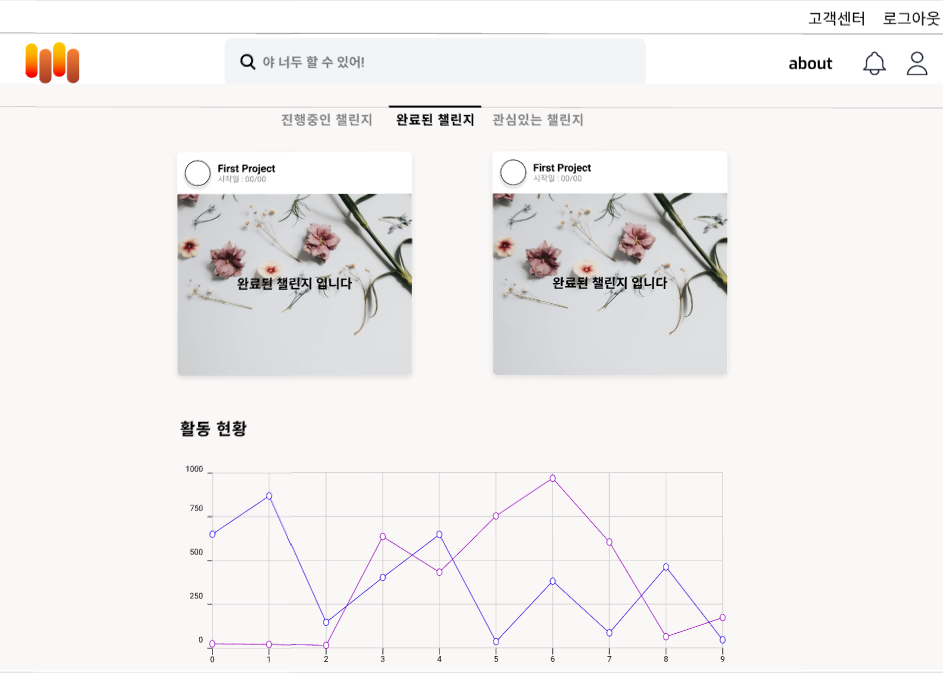 고객센터 로그아웃
야 너두 할 수 있어!
about
진행중인 챌린지 완료된 챌린지 관심있는 챌린지
First Project
시작일 : 00/00
완료된 챌린지 입니다
First Project
시작일 : 00/00
완료된 챌린지 입니다
활동 현황
1000
750
500
250
0
0 1 2 3 4 5 6 7 8 9